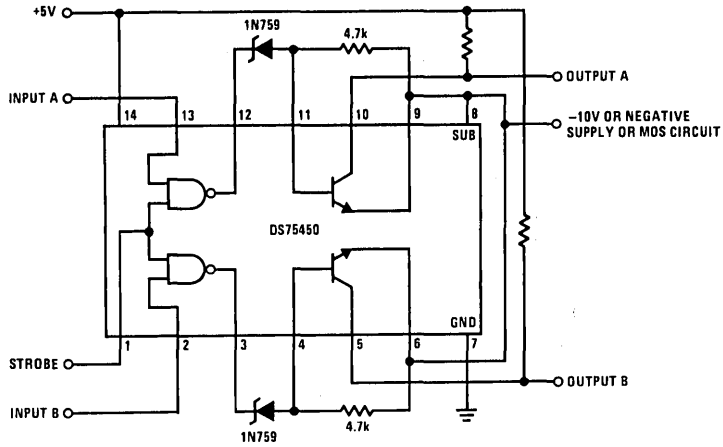 +5V
1N759
4.7k
OUTPUT A
INPUT A
14 13 12 11 10 9 8
SUB
–10V OR NEGATIVE
SUPPLY OR MOS CIRCUIT
DS75450
GND
1 2 3 4 5 6 7
STROBE
OUTPUT B
INPUT B
4.7k
1N759